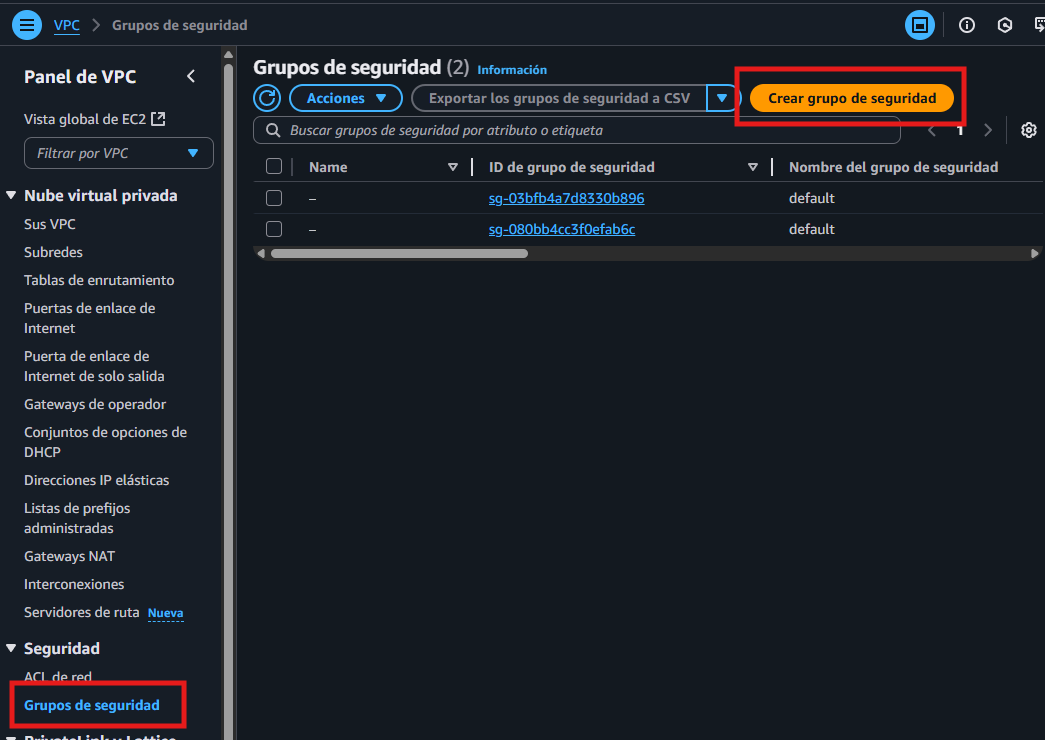 VPC > Grupos de seguridad
Panel de VPC
Vista global de EC2
Filtrar por VPC
Nube virtual privada
Sus VPC
Subredes
Tablas de enrutamiento
Puertas de enlace de
Internet
Puerta de enlace de
Internet de solo salida
Gateways de operador
Conjuntos de opciones de
DHCP
Direcciones IP elásticas
Listas de prefijos
administradas
Gateways NAT
Interconexiones
Servidores de ruta Nueva
Seguridad
ACL de red
Grupos de seguridad
PrivateLink y Lattice
Grupos de seguridad (2) Información
Acciones
Exportar los grupos de seguridad a CSV
Crear grupo de seguridad
Buscar grupos de seguridad por atributo o etiqueta
1
Name ID de grupo de seguridad Nombre del grupo de seguridad
– sg-03bfb4a7d8330b896 default
– sg-080bb4cc3f0efab6c default